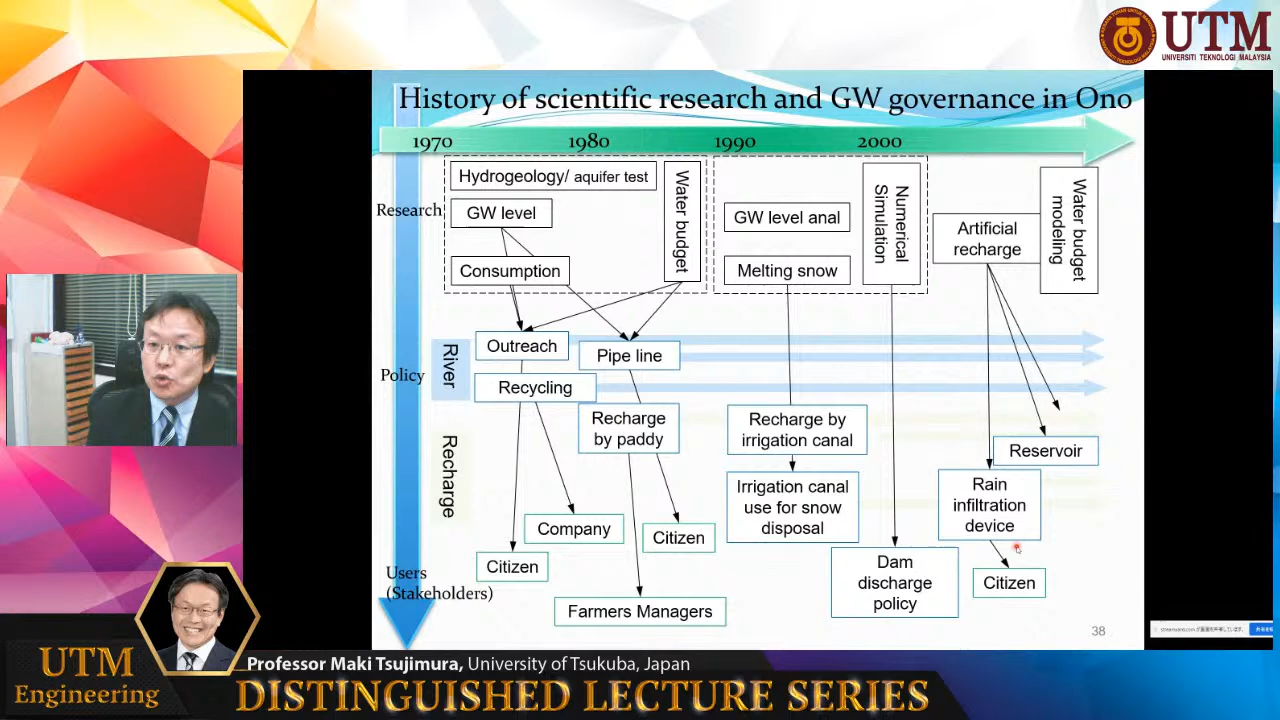 UTM
UNIVERSITI TEKNOLOGI MALAYSIA
History of scientific research and GW governance in Ono
1970
1980
1990
2000
Research
Hydrogeology/ aquifer test
GW level
Consumption
Water budget
GW level anal
Melting snow
Numerical
Simulation
Artificial
recharge
Water budget
modeling
Policy
River
Outreach
Pipe line
Recycling
Recharge
Recharge
by paddy
Recharge by
irrigation canal
Irrigation canal
use for snow
disposal
Reservoir
Rain
infiltration
device
Company
Citizen
Citizen
Dam
discharge
policy
Citizen
Users
(Stakeholders)
Farmers Managers
38
UTM
Engineering
Professor Maki Tsujimura, University of Tsukuba, Japan
DISTINGUISHED LECTURE SERIES